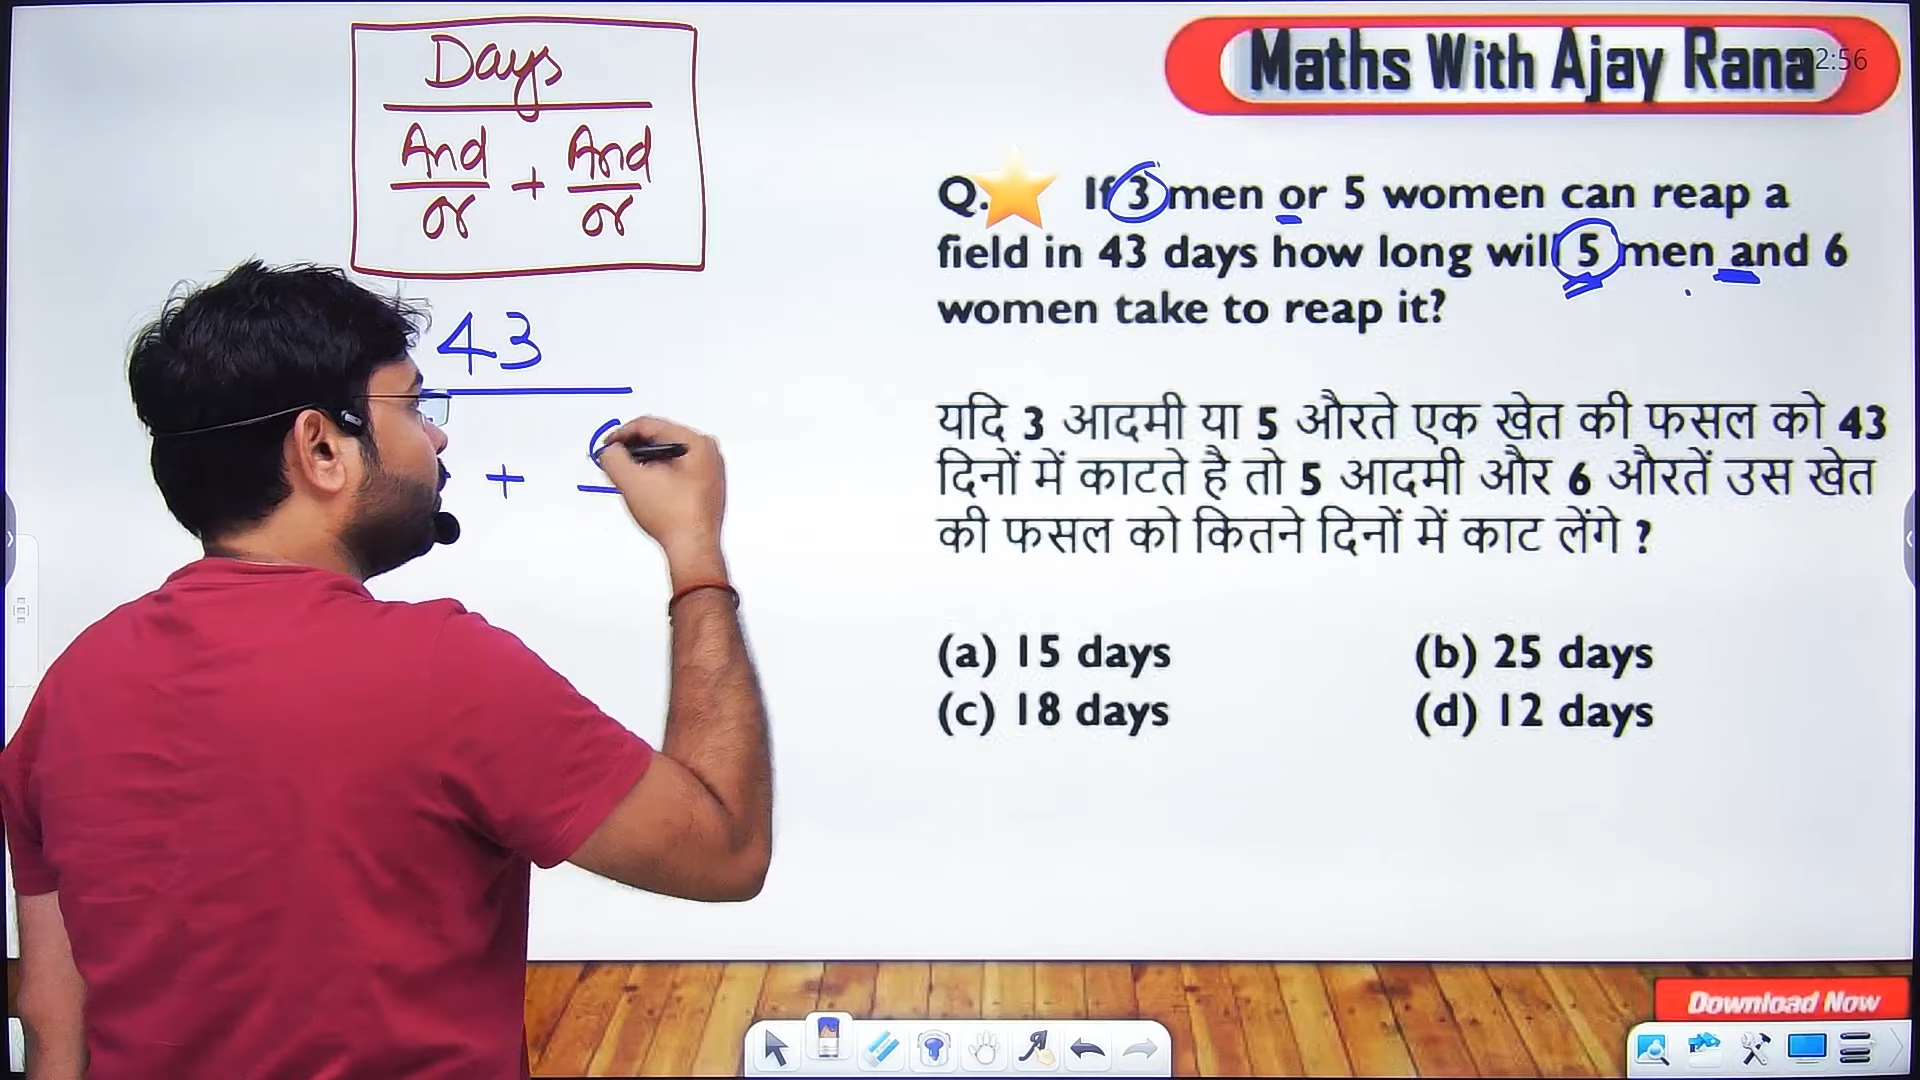 Days
And + And
or or
Maths With Ajay Rana
2:56
Q. If 3 men or 5 women can reap a
field in 43 days how long will 5 men and 6
women take to reap it?
43
+
यदि 3 आदमी या 5 औरते एक खेत की फसल को 43
दिनों में काटते है तो 5 आदमी और 6 औरतें उस खेत
की फसल को कितने दिनों में काट लेंगे ?
(a) 15 days (b) 25 days
(c) 18 days (d) 12 days
Download Now